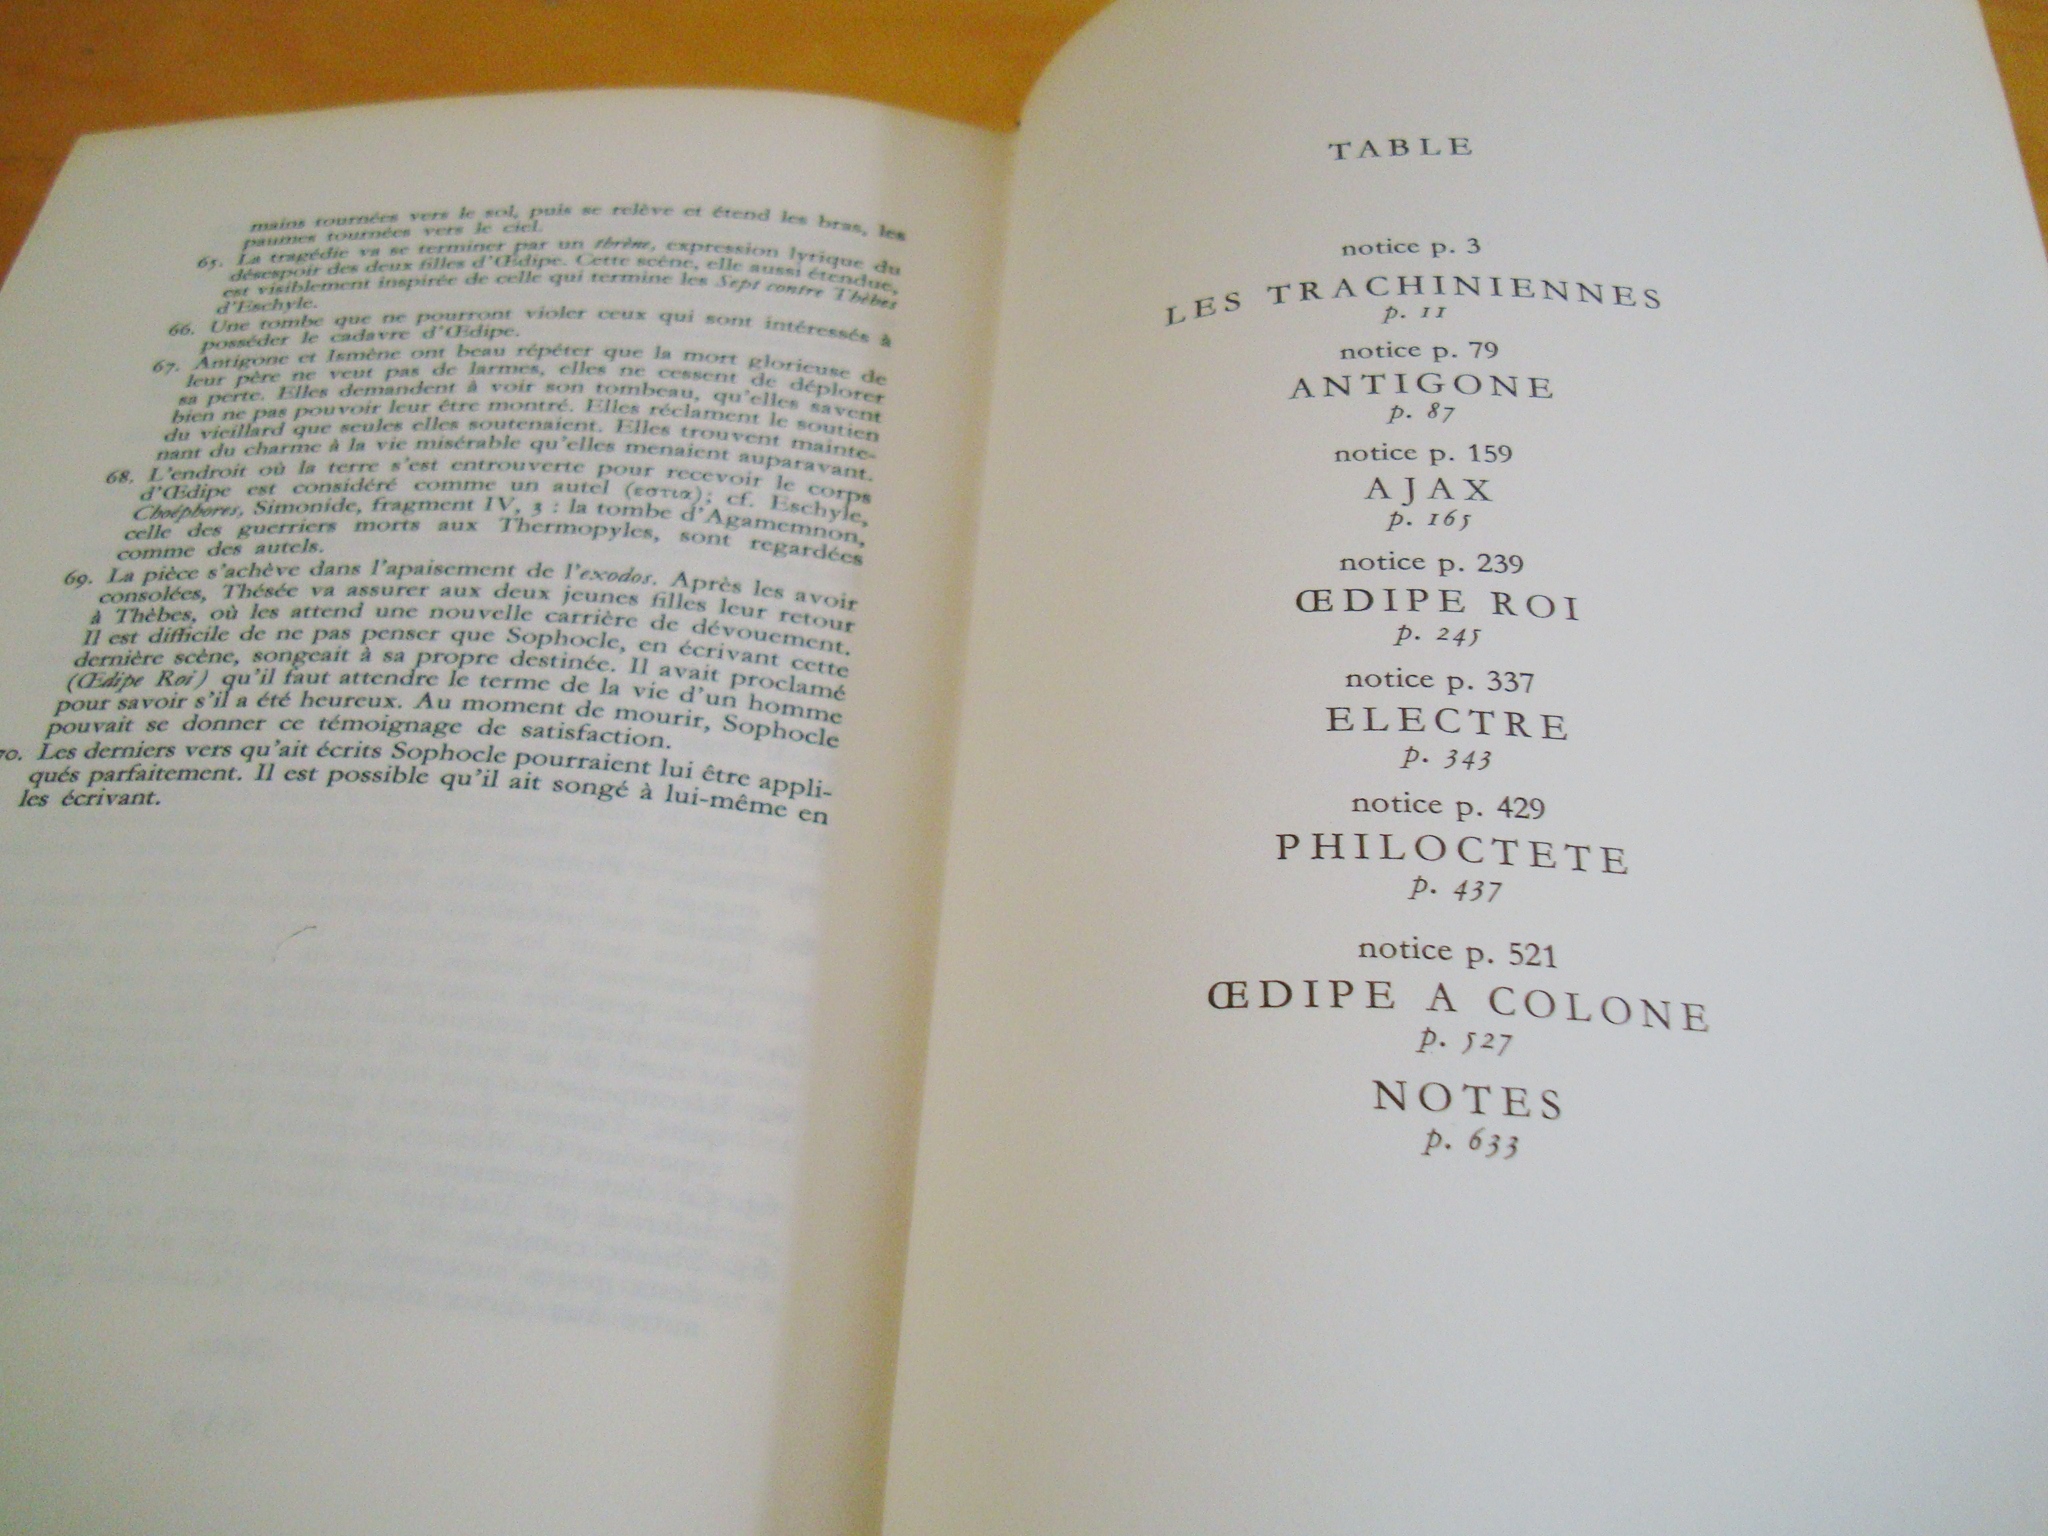 mains tournées vers le sol, puis se relève et étend les bras, les
paumes tournées vers le ciel.
65. La tragédie va se terminer par un thrène, expression lyrique du
désespoir des deux filles d'Œdipe. Cette scène, elle aussi étendue,
est visiblement inspirée de celle qui termine les Sept contre Thèbes
d'Eschyle.
66. Une tombe que ne pourront violer ceux qui sont intéressés à
posséder le cadavre d'Œdipe.
67. Antigone et Ismène ont beau répéter que la mort glorieuse de
leur père ne veut pas de larmes, elles ne cessent de déplorer
sa perte. Elles demandent à voir son tombeau, qu'elles savent
bien ne pas pouvoir leur être montré. Elles réclament le soutien
du vieillard que seules elles soutenaient. Elles trouvent mainte-
nant du charme à la vie misérable qu'elles menaient auparavant.
68. L'endroit où la terre s'est entrouverte pour recevoir le corps
d'Œdipe est considéré comme un autel (εστια); cf. Eschyle,
Choéphores, Simonide, fragment IV, 3 : la tombe d'Agamemnon,
celle des guerriers morts aux Thermopyles, sont regardées
comme des autels.
69. La pièce s'achève dans l'apaisement de l'exodos. Après les avoir
consolées, Thésée va assurer aux deux jeunes filles leur retour
à Thèbes, où les attend une nouvelle carrière de dévouement.
Il est difficile de ne pas penser que Sophocle, en écrivant cette
dernière scène, songeait à sa propre destinée. Il avait proclamé
(Œdipe Roi) qu'il faut attendre le terme de la vie d'un homme
pour savoir s'il a été heureux. Au moment de mourir, Sophocle
pouvait se donner ce témoignage de satisfaction.
70. Les derniers vers qu'ait écrits Sophocle pourraient lui être appli-
qués parfaitement. Il est possible qu'il ait songé à lui-même en
les écrivant.
TABLE
notice p. 3
LES TRACHINIENNES
p. 11
notice p. 79
ANTIGONE
p. 87
notice p. 159
AJAX
p. 165
notice p. 239
ŒDIPE ROI
p. 245
notice p. 337
ELECTRE
p. 343
notice p. 429
PHILOCTETE
p. 437
notice p. 521
ŒDIPE A COLONE
p. 527
NOTES
p. 633